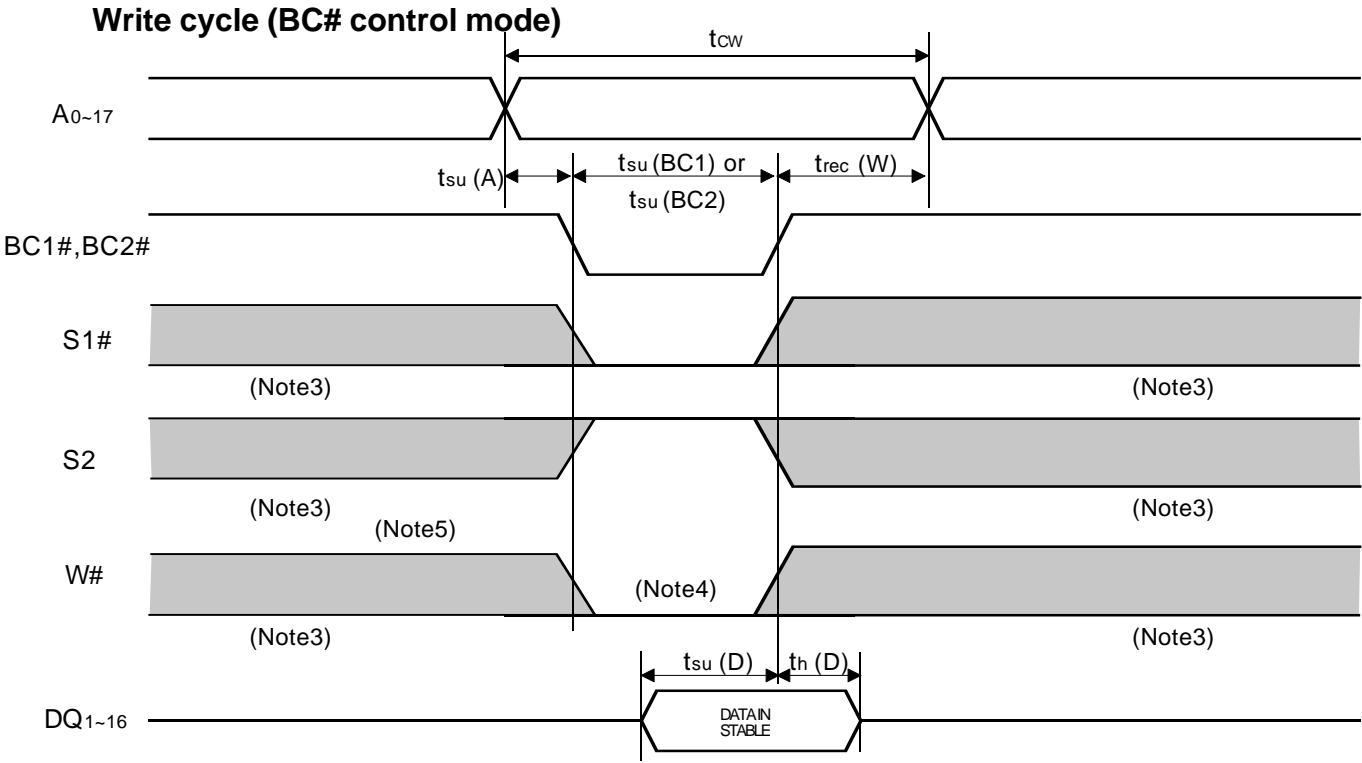 Write cycle (BC# control mode)
tCW
A0~17
tsu (A)
tsu (BC1) or
tsu (BC2)
trec (W)
BC1#,BC2#
S1#
(Note3)
(Note3)
S2
(Note3)
(Note3)
(Note5)
W#
(Note4)
(Note3)
(Note3)
tsu (D)
th (D)
DQ1~16
DATA IN
STABLE